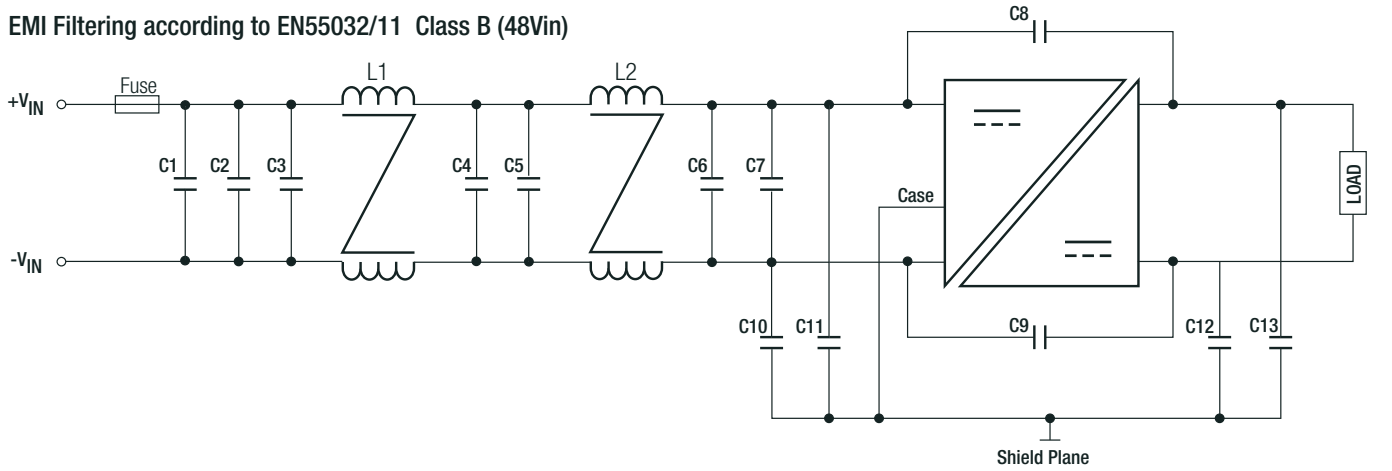 EMI Filtering according to EN55032/11 Class B (48Vin)
C8
L1
L2
Fuse
+VIN
C1
C2
C3
C4
C5
C6
C7
Case
LOAD
-VIN
C10
C11
C9
C12
C13
Shield Plane